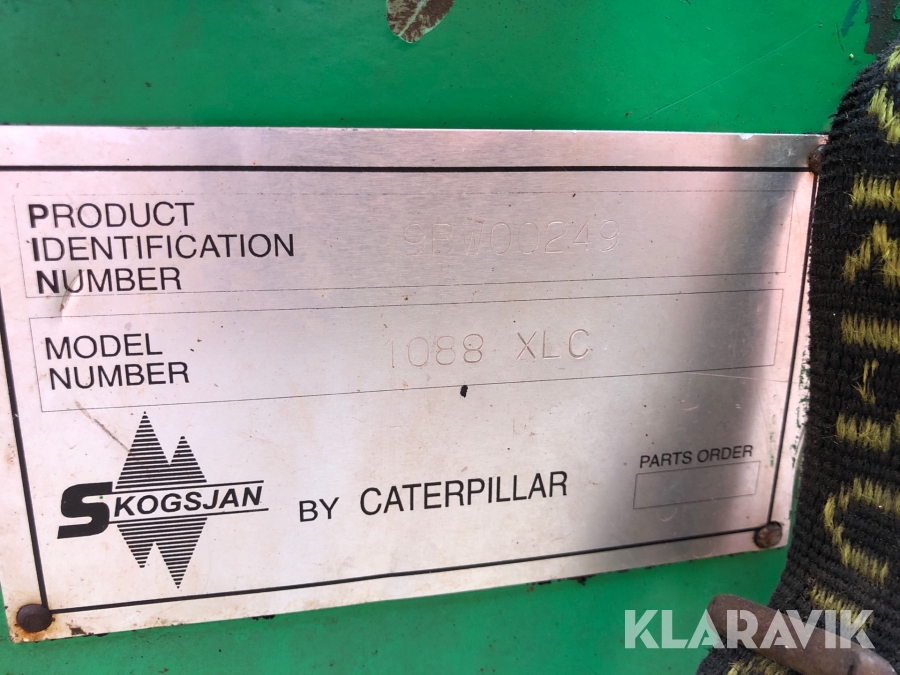 PRODUCT
IDENTIFICATION
NUMBER
MODEL
NUMBER
1088 XLC
SKOGSJAN
BY CATERPILLAR
PARTS ORDER
KLARAVIK